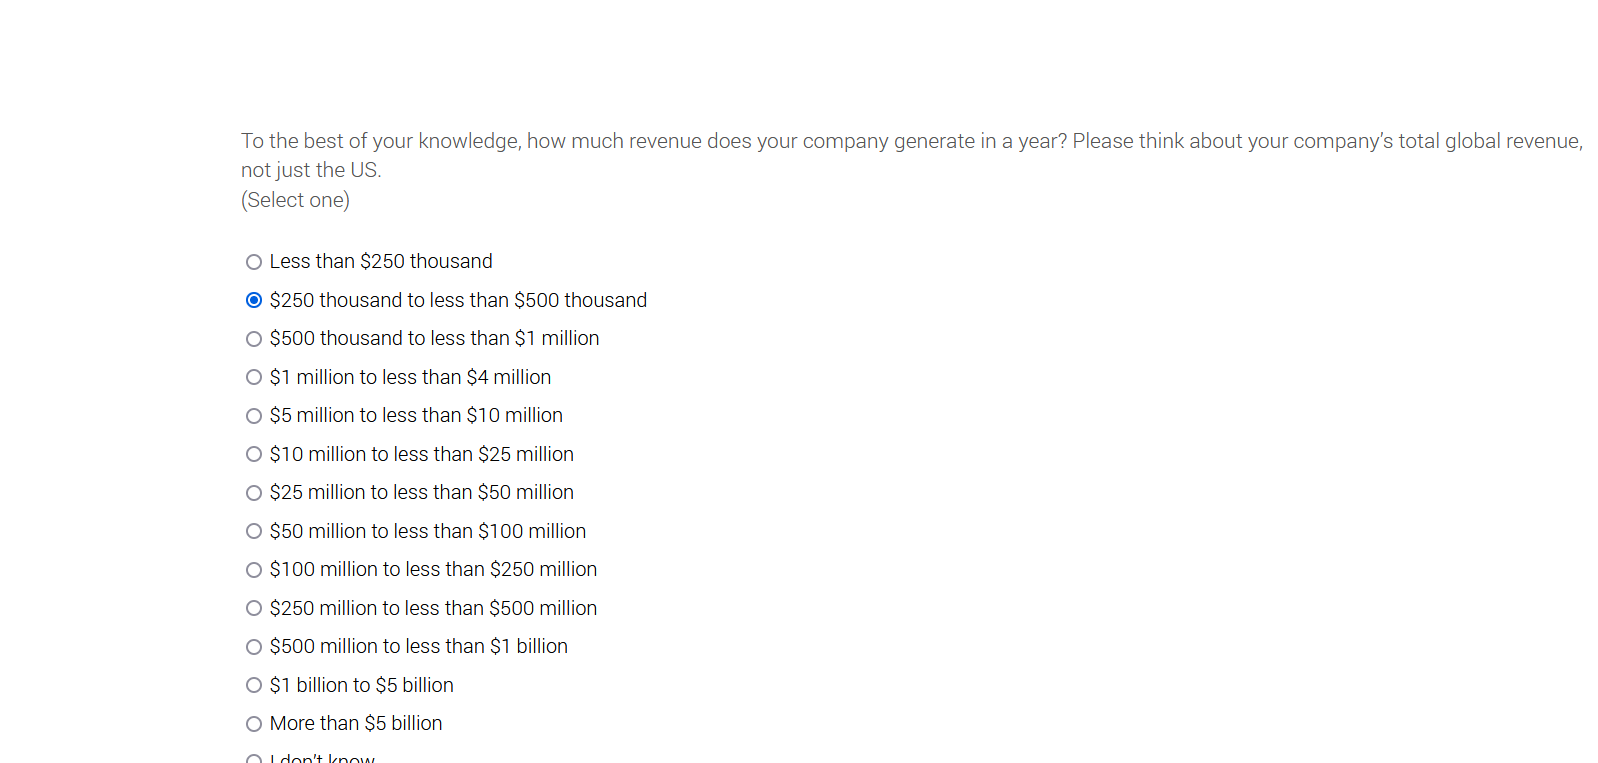 To the best of your knowledge, how much revenue does your company generate in a year? Please think about your company's total global revenue,
not just the US.
(Select one)
Less than $250 thousand
$250 thousand to less than $500 thousand
$500 thousand to less than $1 million
$1 million to less than $4 million
$5 million to less than $10 million
$10 million to less than $25 million
$25 million to less than $50 million
$50 million to less than $100 million
$100 million to less than $250 million
$250 million to less than $500 million
$500 million to less than $1 billion
$1 billion to $5 billion
More than $5 billion
I don't know